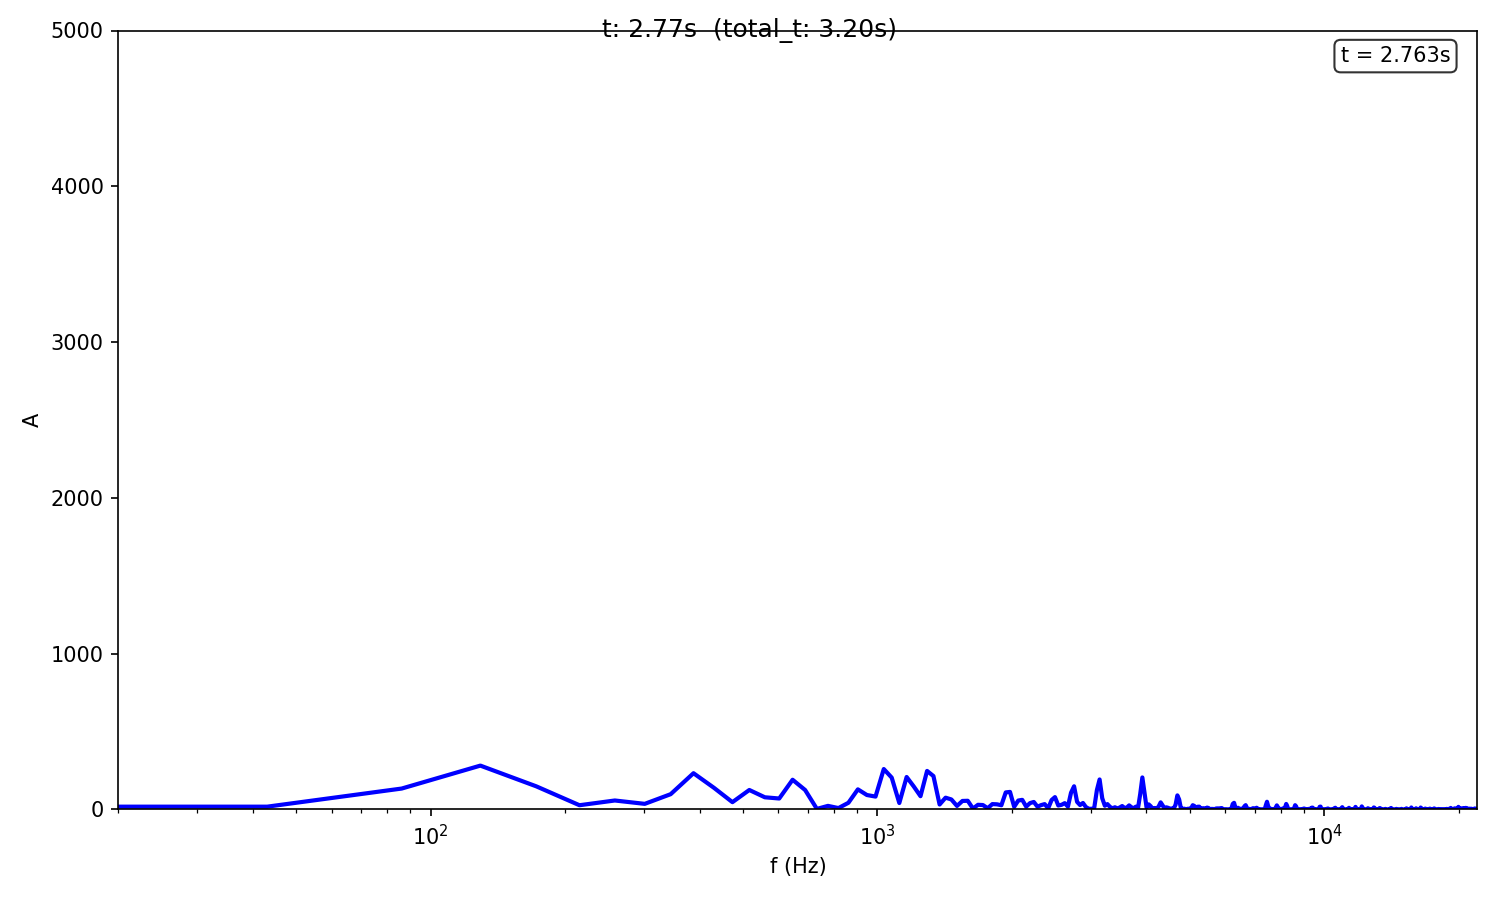 t: 2.77s  (total_t: 3.20s)
t = 2.763s
5000
4000
3000
2000
1000
0
A
10²
10³
10⁴
f (Hz)